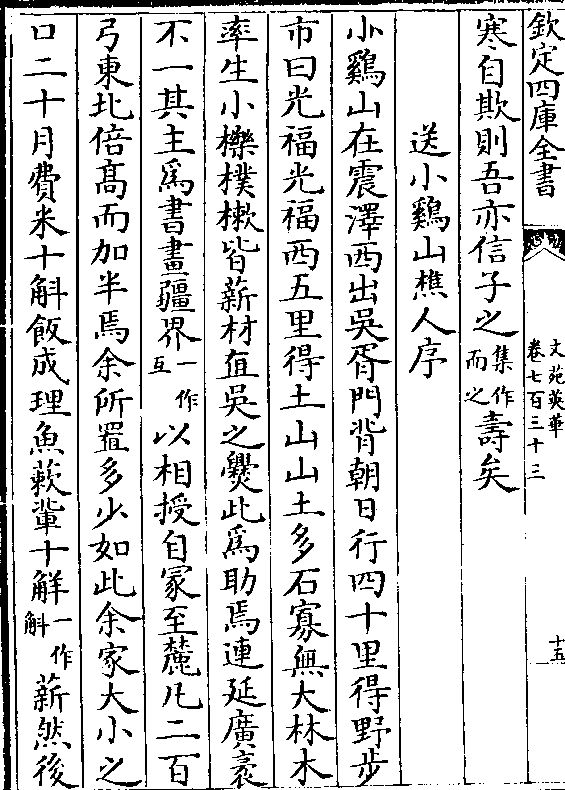 欽定四庫全書
文苑英華
卷七百三十三
十五
寒自欺則吾亦信子之集作而之壽矣
送小鷄山樵人序
小鷄山在震澤西出吳胥門背朝日行四十里得野步
市曰光福光福西五里得土山山土多石寡無大林木
率生小櫟樸樕皆薪材直吳之爨此爲助焉連延廣袤
不一其主爲書畫疆界一作互以相授自冡至麓凡二百
弓東北倍髙而加半焉余所置多少如此余家大小之
口二十月費米十斛飯成理魚蔌輩十觧一作斛薪然後